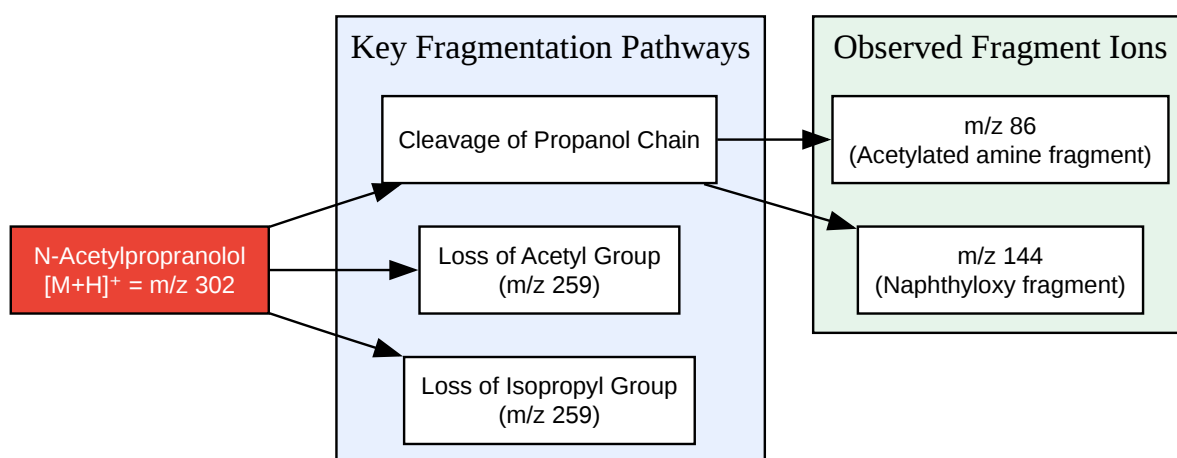 Key Fragmentation Pathways
Observed Fragment Ions
Cleavage of Propanol Chain
m/z 86
(Acetylated amine fragment)
N-Acetylpropranolol
[M+H]⁺ = m/z 302
Loss of Acetyl Group
(m/z 259)
m/z 144
(Naphthyloxy fragment)
Loss of Isopropyl Group
(m/z 259)